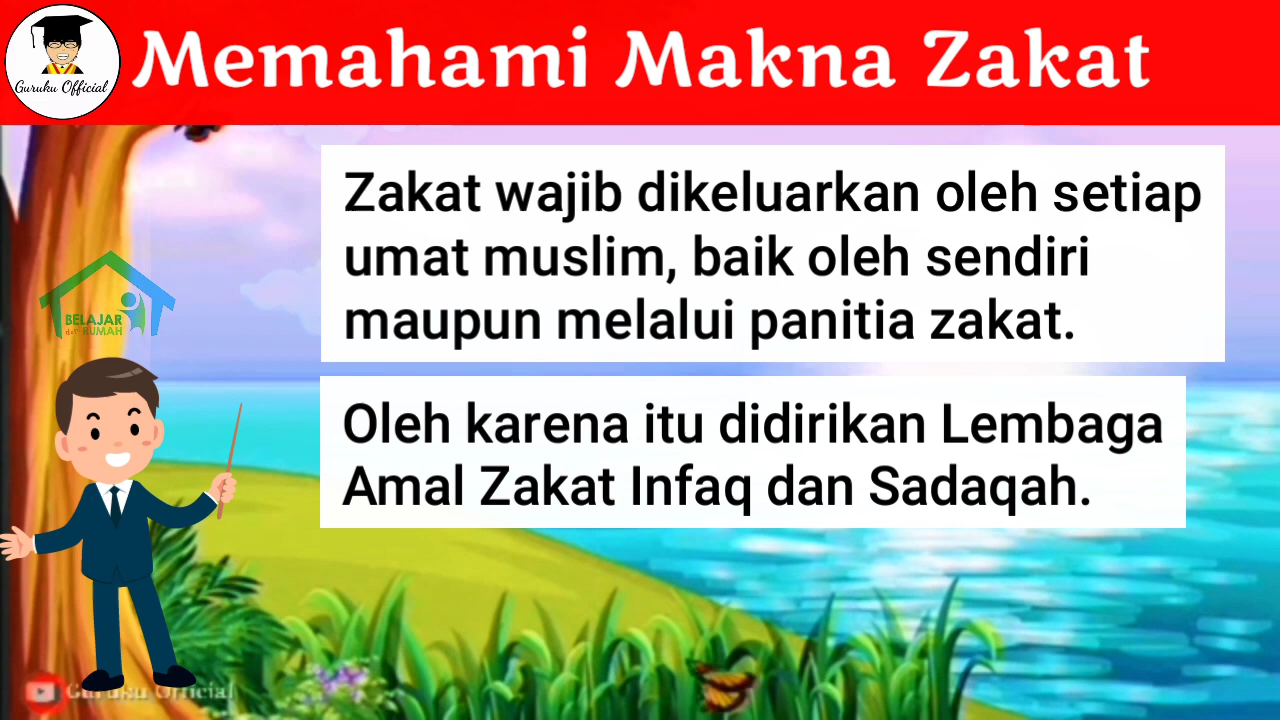 Guruku Official
Memahami Makna Zakat
Zakat wajib dikeluarkan oleh setiap
umat muslim, baik oleh sendiri
maupun melalui panitia zakat.
BELAJAR
dari RUMAH
Oleh karena itu didirikan Lembaga
Amal Zakat Infaq dan Sadaqah.
Guruku Official